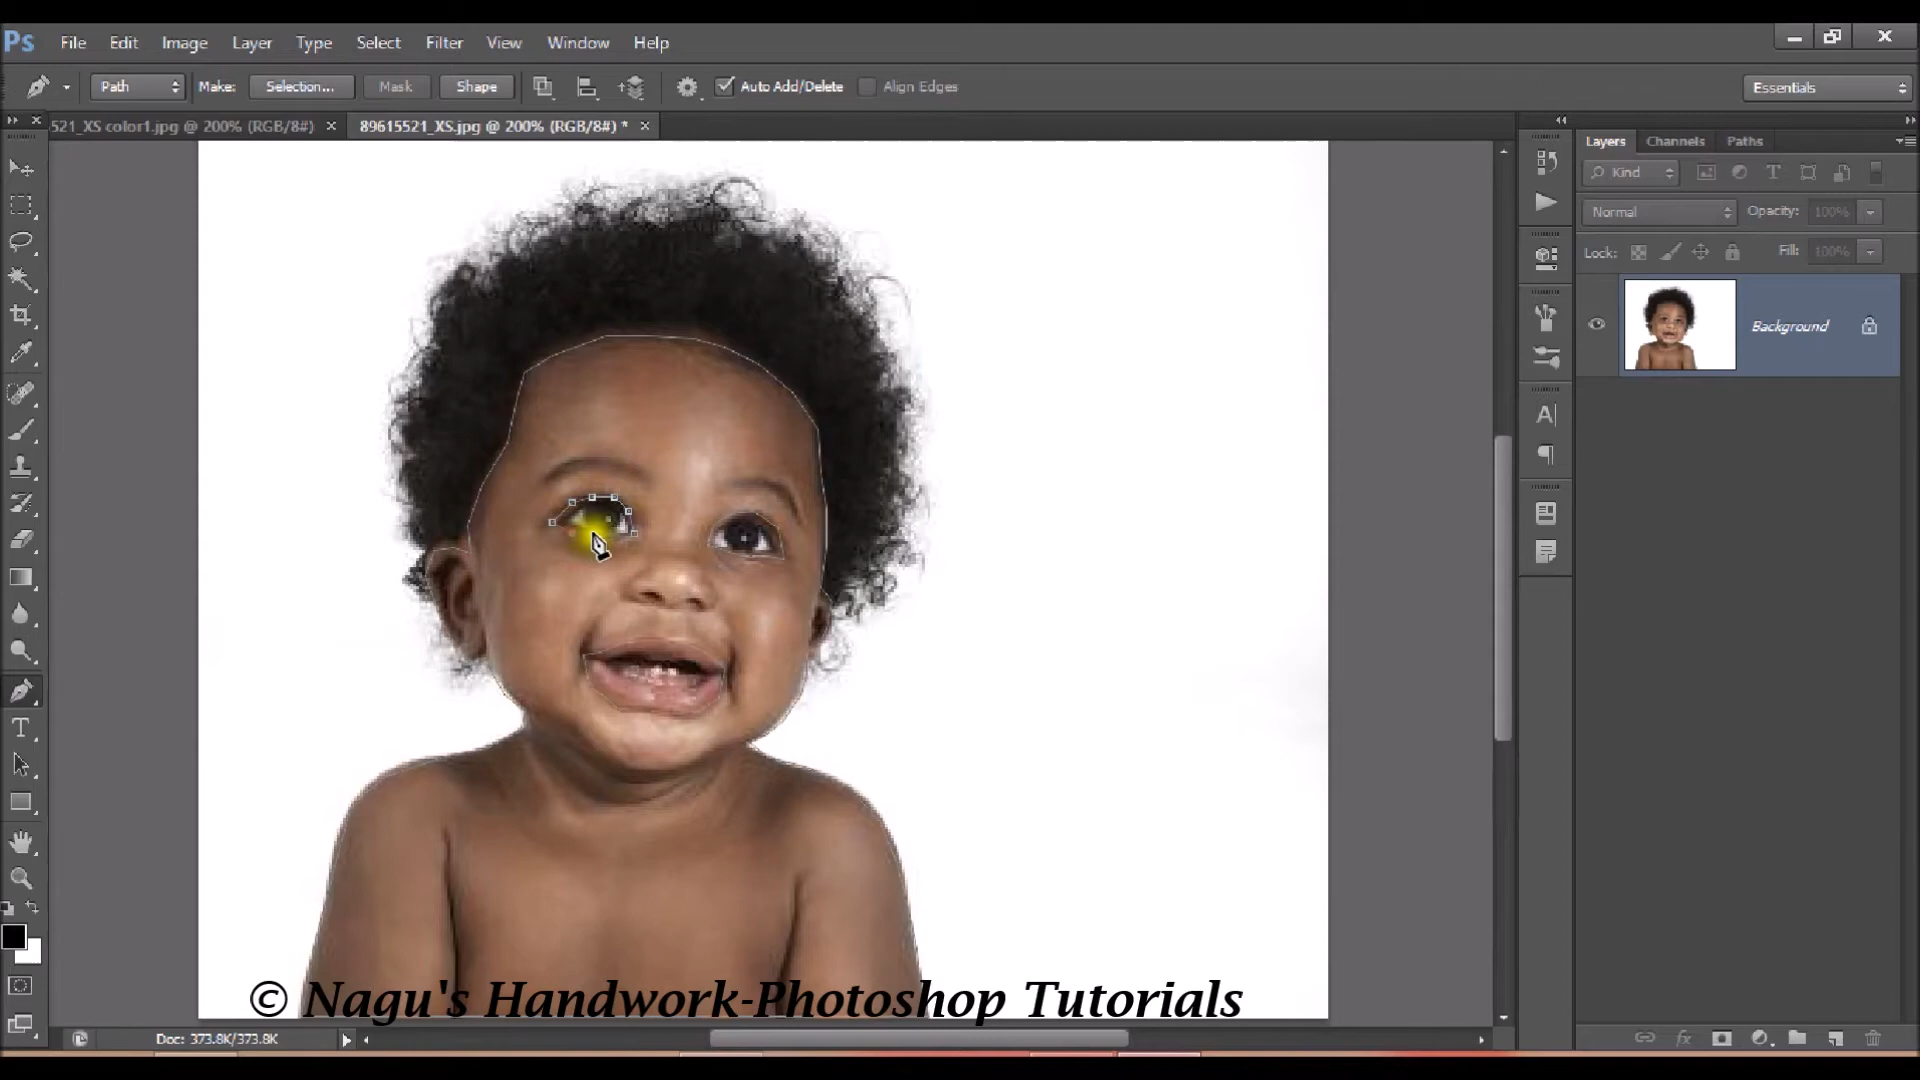 Ps File Edit Image Layer Type Select Filter View Window Help
Path Make: Selection... Mask Shape Auto Add/Delete Align Edges Essentials
521_XS color1.jpg @ 200% (RGB/8#) × 89615521_XS.jpg @ 200% (RGB/8#) * ×
Layers Channels Paths
Kind
Normal Opacity: 100%
Lock: Fill: 100%
Background
© Nagu's Handwork-Photoshop Tutorials
Doc: 373.8K/373.8K